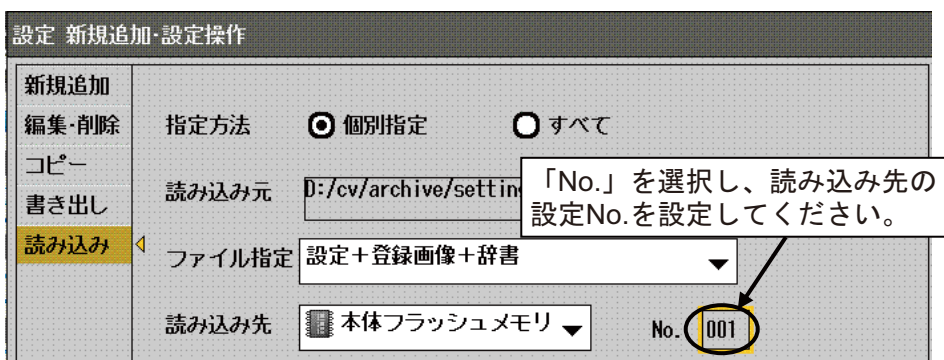 設定 新規追加･設定操作
新規追加
編集･削除
コピー
書き出し
読み込み
指定方法 個別指定 すべて
読み込み元 D:/cv/archive/settin
「No.」を選択し、読み込み先の
設定No.を設定してください。
ファイル指定 設定＋登録画像＋辞書
読み込み先 本体フラッシュメモリ No. 001